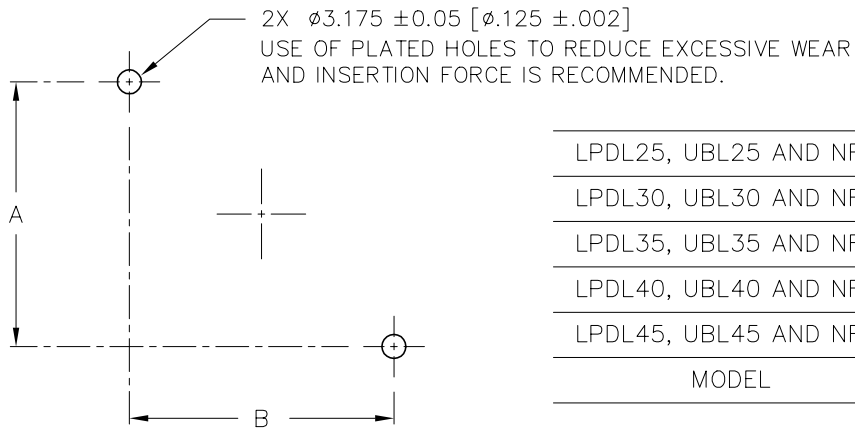 2X ø3.175 ±0.05 [ø.125 ±.002]
USE OF PLATED HOLES TO REDUCE EXCESSIVE WEAR
AND INSERTION FORCE IS RECOMMENDED.
A
B
LPDL25, UBL25 AND
LPDL30, UBL30 AND
LPDL35, UBL35 AND
LPDL40, UBL40 AND
LPDL45, UBL45 AND
MODEL